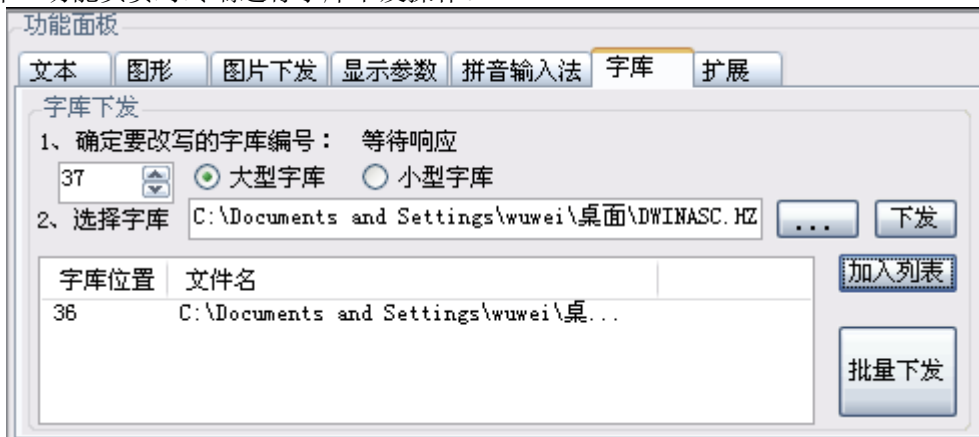 功能面板
文本 图形 图片下发 显示参数 拼音输入法 字库 扩展
字库下发
1、确定要改写的字库编号： 等待响应
37 大型字库 小型字库
2、选择字库 C:\Documents and Settings\wuwei\桌面\DWINASC.HZ ... 下发
加入列表
字库位置 文件名
36 C:\Documents and Settings\wuwei\桌...
批量下发